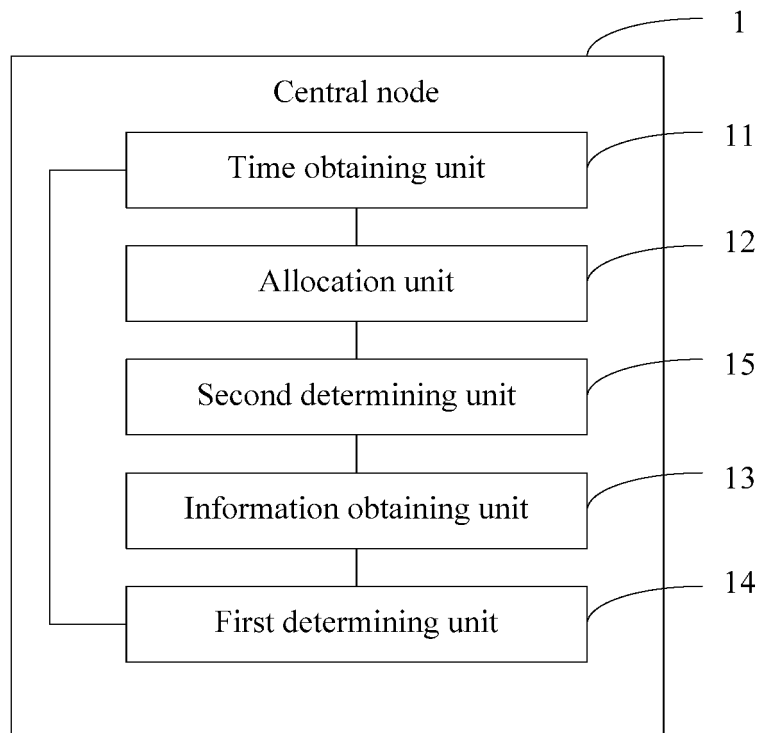 1
Central node
Time obtaining unit
11
Allocation unit
12
Second determining unit
15
Information obtaining unit
13
First determining unit
14